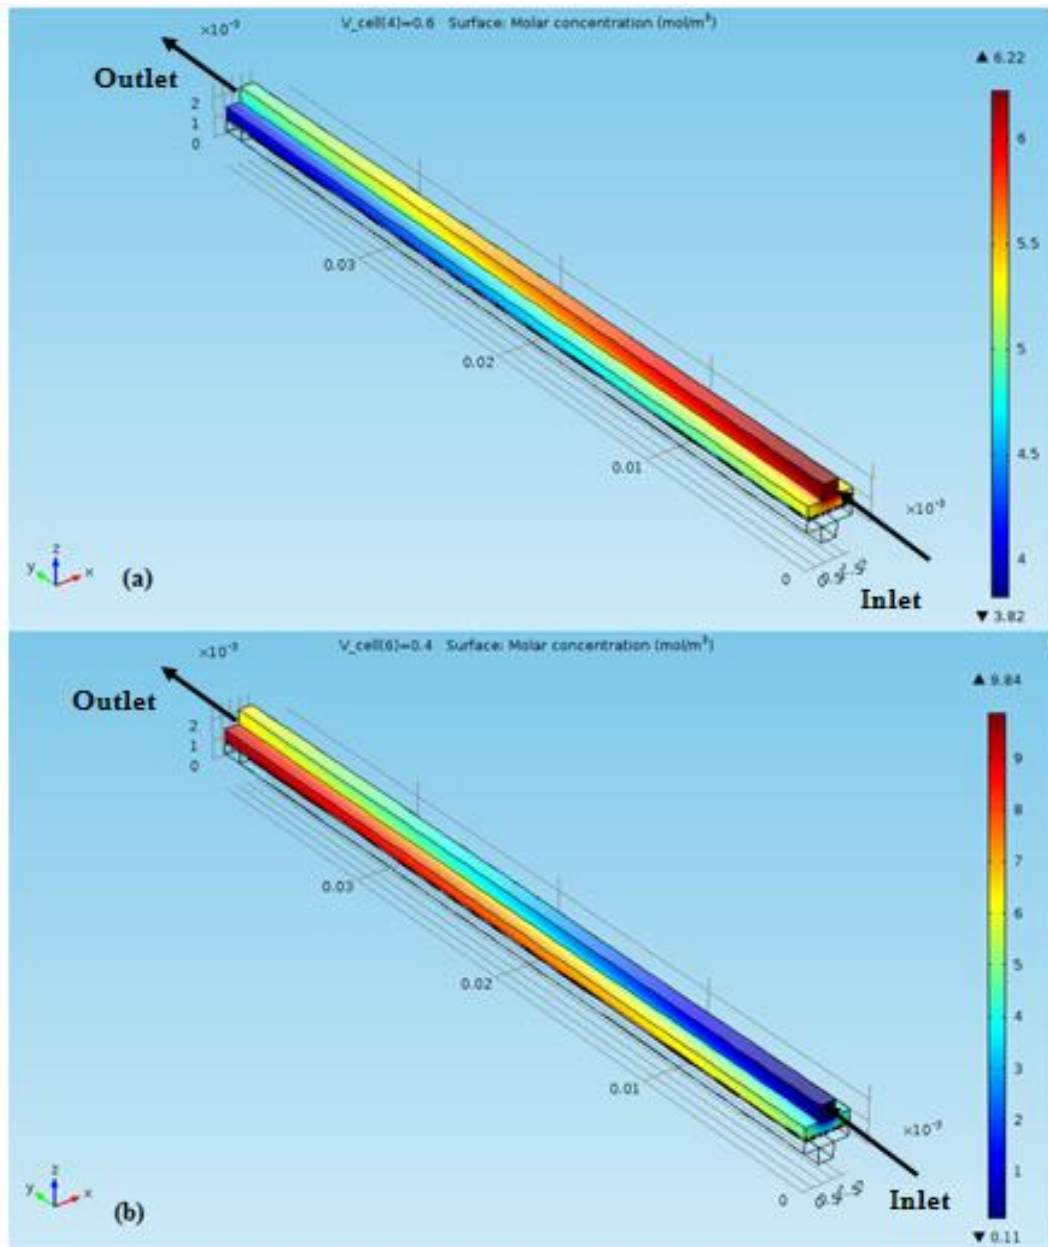 V_cell(4)=0.6 Surface: Molar concentration (mol/m³)
×10⁻³
▲ 6.22
Outlet
2
1
0
6
5.5
0.03
5
0.02
4.5
0.01
×10⁻³
4
0
Inlet
z
y
x
(a)
▼ 3.82
V_cell(6)=0.4 Surface: Molar concentration (mol/m³)
×10⁻³
▲ 9.84
Outlet
2
1
0
9
8
0.03
7
6
0.02
5
4
0.01
3
×10⁻³
2
1
0
Inlet
z
y
x
(b)
▼ 0.11